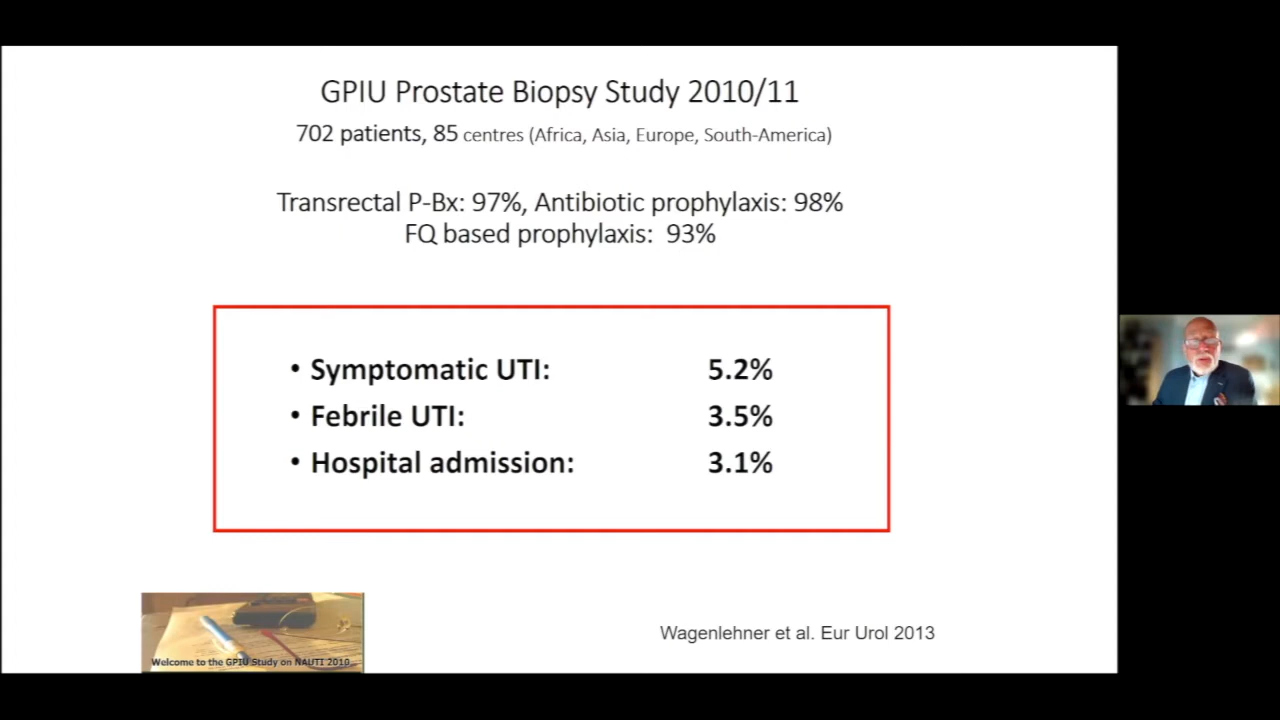 GPIU Prostate Biopsy Study 2010/11
702 patients, 85 centres (Africa, Asia, Europe, South-America)
Transrectal P-Bx: 97%, Antibiotic prophylaxis: 98%
FQ based prophylaxis: 93%
• Symptomatic UTI: 5.2%
• Febrile UTI: 3.5%
• Hospital admission: 3.1%
Welcome to the GPIU Study on NAUTI 2010
Wagenlehner et al. Eur Urol 2013